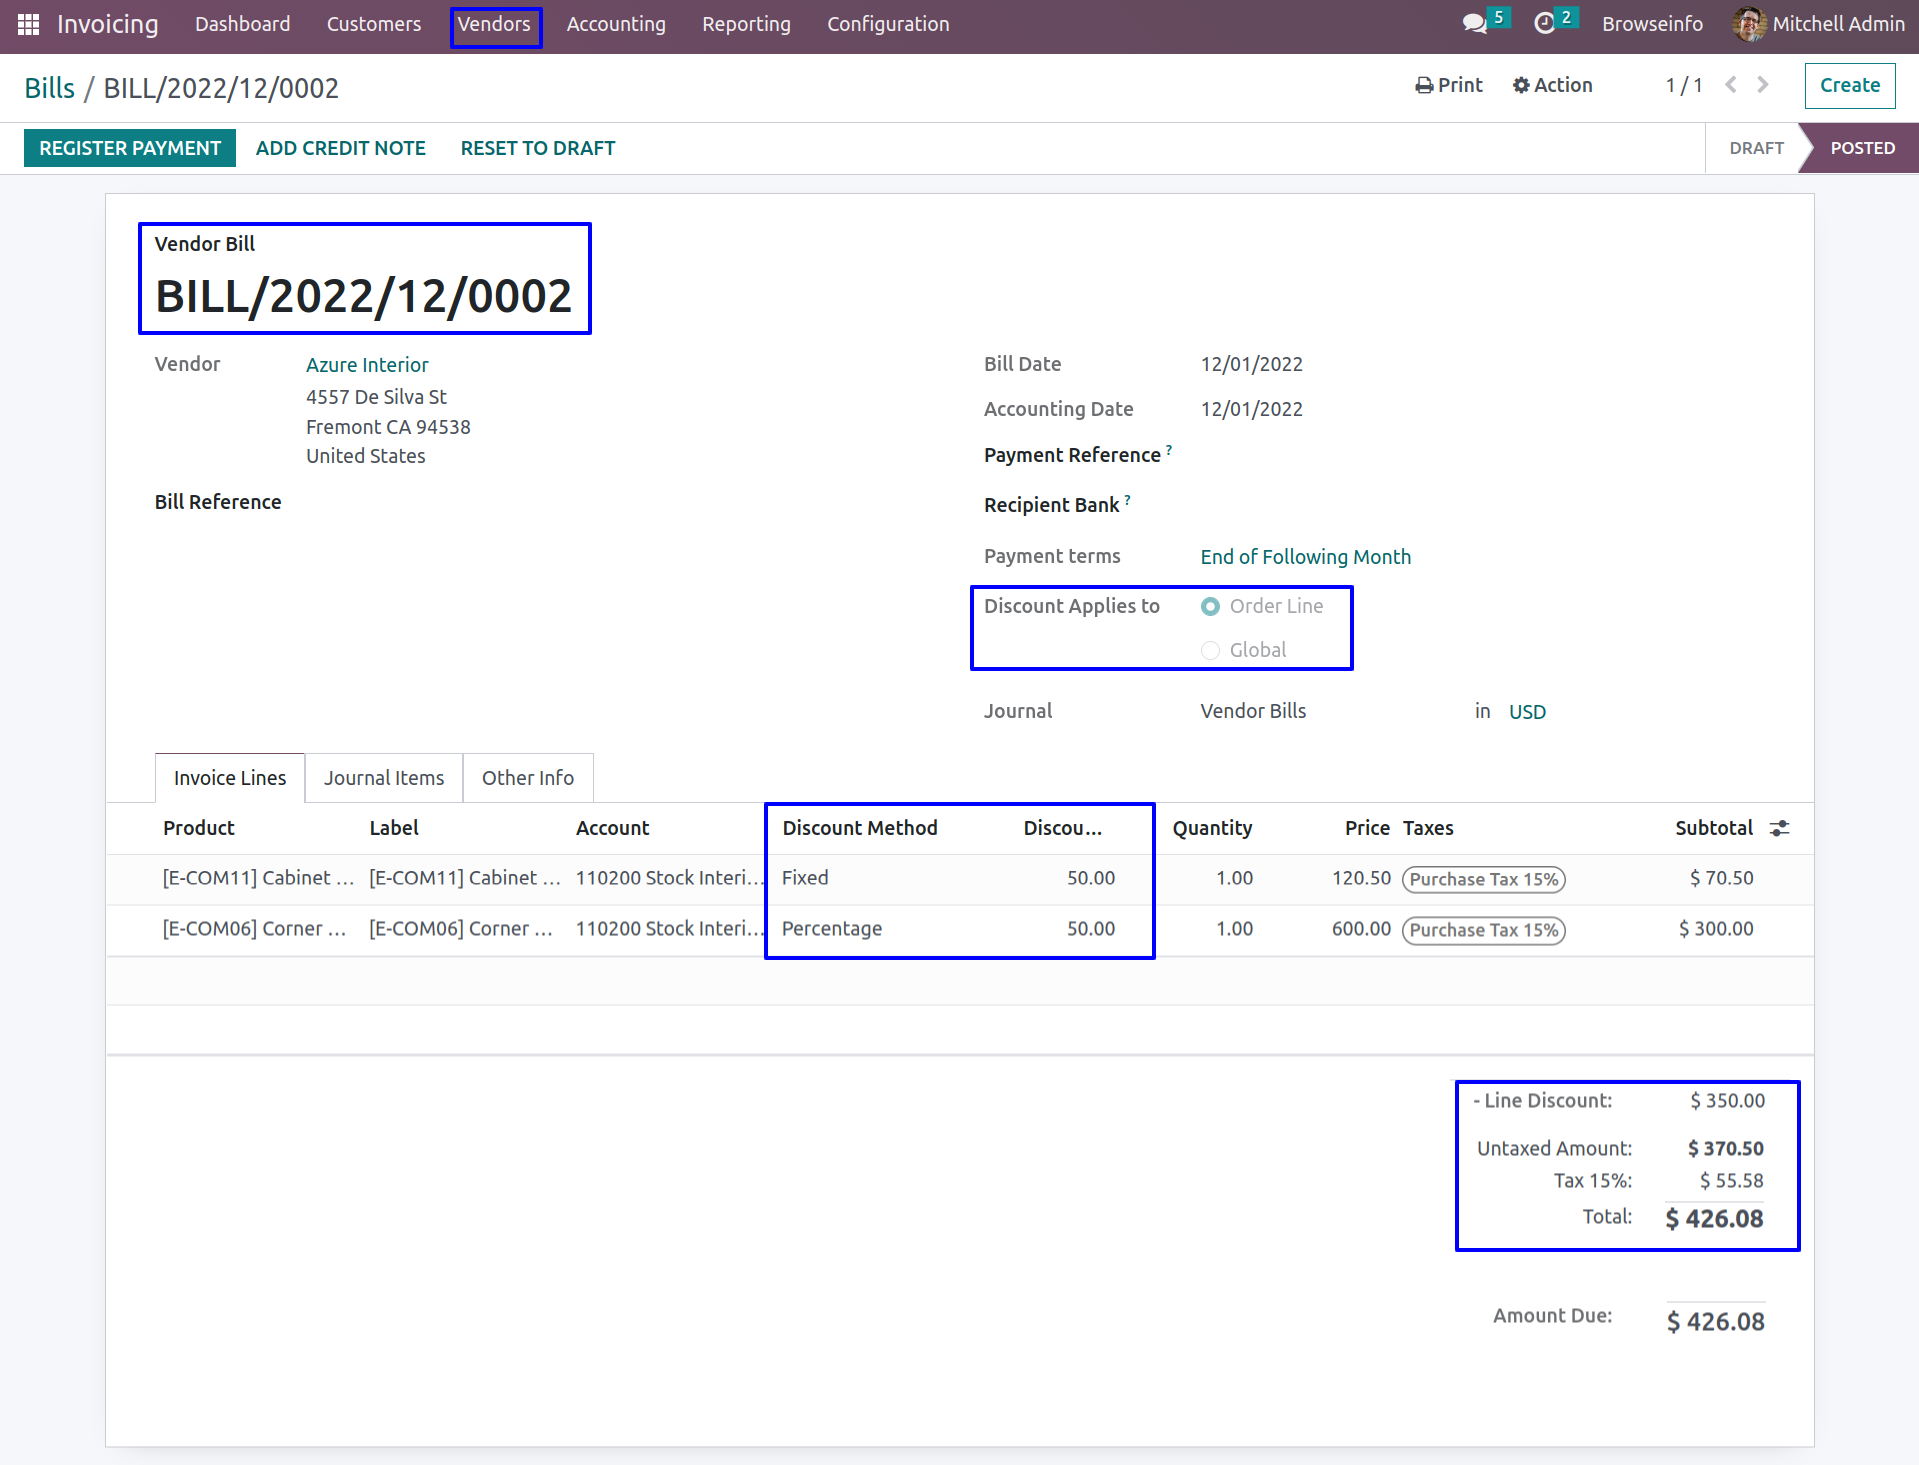 Invoicing Dashboard Customers Vendors Accounting Reporting Configuration 5 2 Browseinfo Mitchell Admin
Bills / BILL/2022/12/0002 Print Action 1 / 1 Create
REGISTER PAYMENT ADD CREDIT NOTE RESET TO DRAFT DRAFT POSTED
Vendor Bill
BILL/2022/12/0002
Vendor Azure Interior
4557 De Silva St
Fremont CA 94538
United States
Bill Reference
Bill Date 12/01/2022
Accounting Date 12/01/2022
Payment Reference ?
Recipient Bank ?
Payment terms End of Following Month
Discount Applies to Order Line
Global
Journal Vendor Bills in USD
Invoice Lines Journal Items Other Info
Product Label Account Discount Method Discou... Quantity Price Taxes Subtotal
[E-COM11] Cabinet ... [E-COM11] Cabinet ... 110200 Stock Interi... Fixed 50.00 1.00 120.50 Purchase Tax 15% $ 70.50
[E-COM06] Corner ... [E-COM06] Corner ... 110200 Stock Interi... Percentage 50.00 1.00 600.00 Purchase Tax 15% $ 300.00
- Line Discount: $ 350.00
Untaxed Amount: $ 370.50
Tax 15%: $ 55.58
Total: $ 426.08
Amount Due: $ 426.08